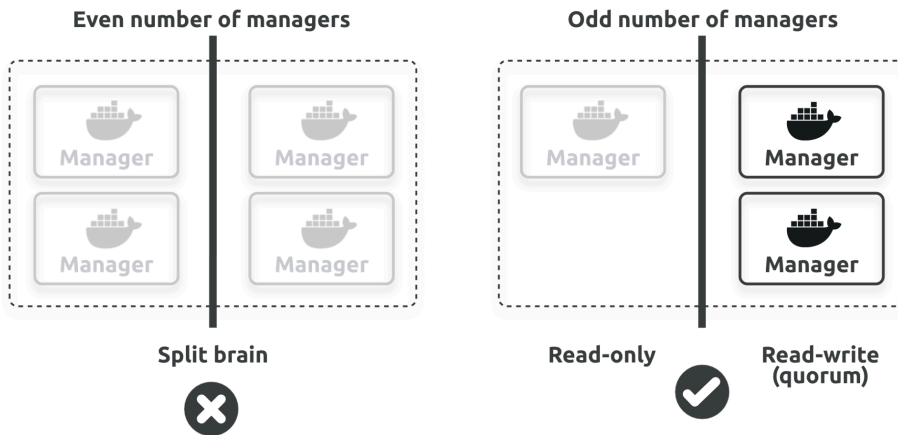 Even number of managers
Odd number of managers
Manager
Manager
Manager
Manager
Manager
Manager
Manager
Split brain
Read-only
Read-write
(quorum)